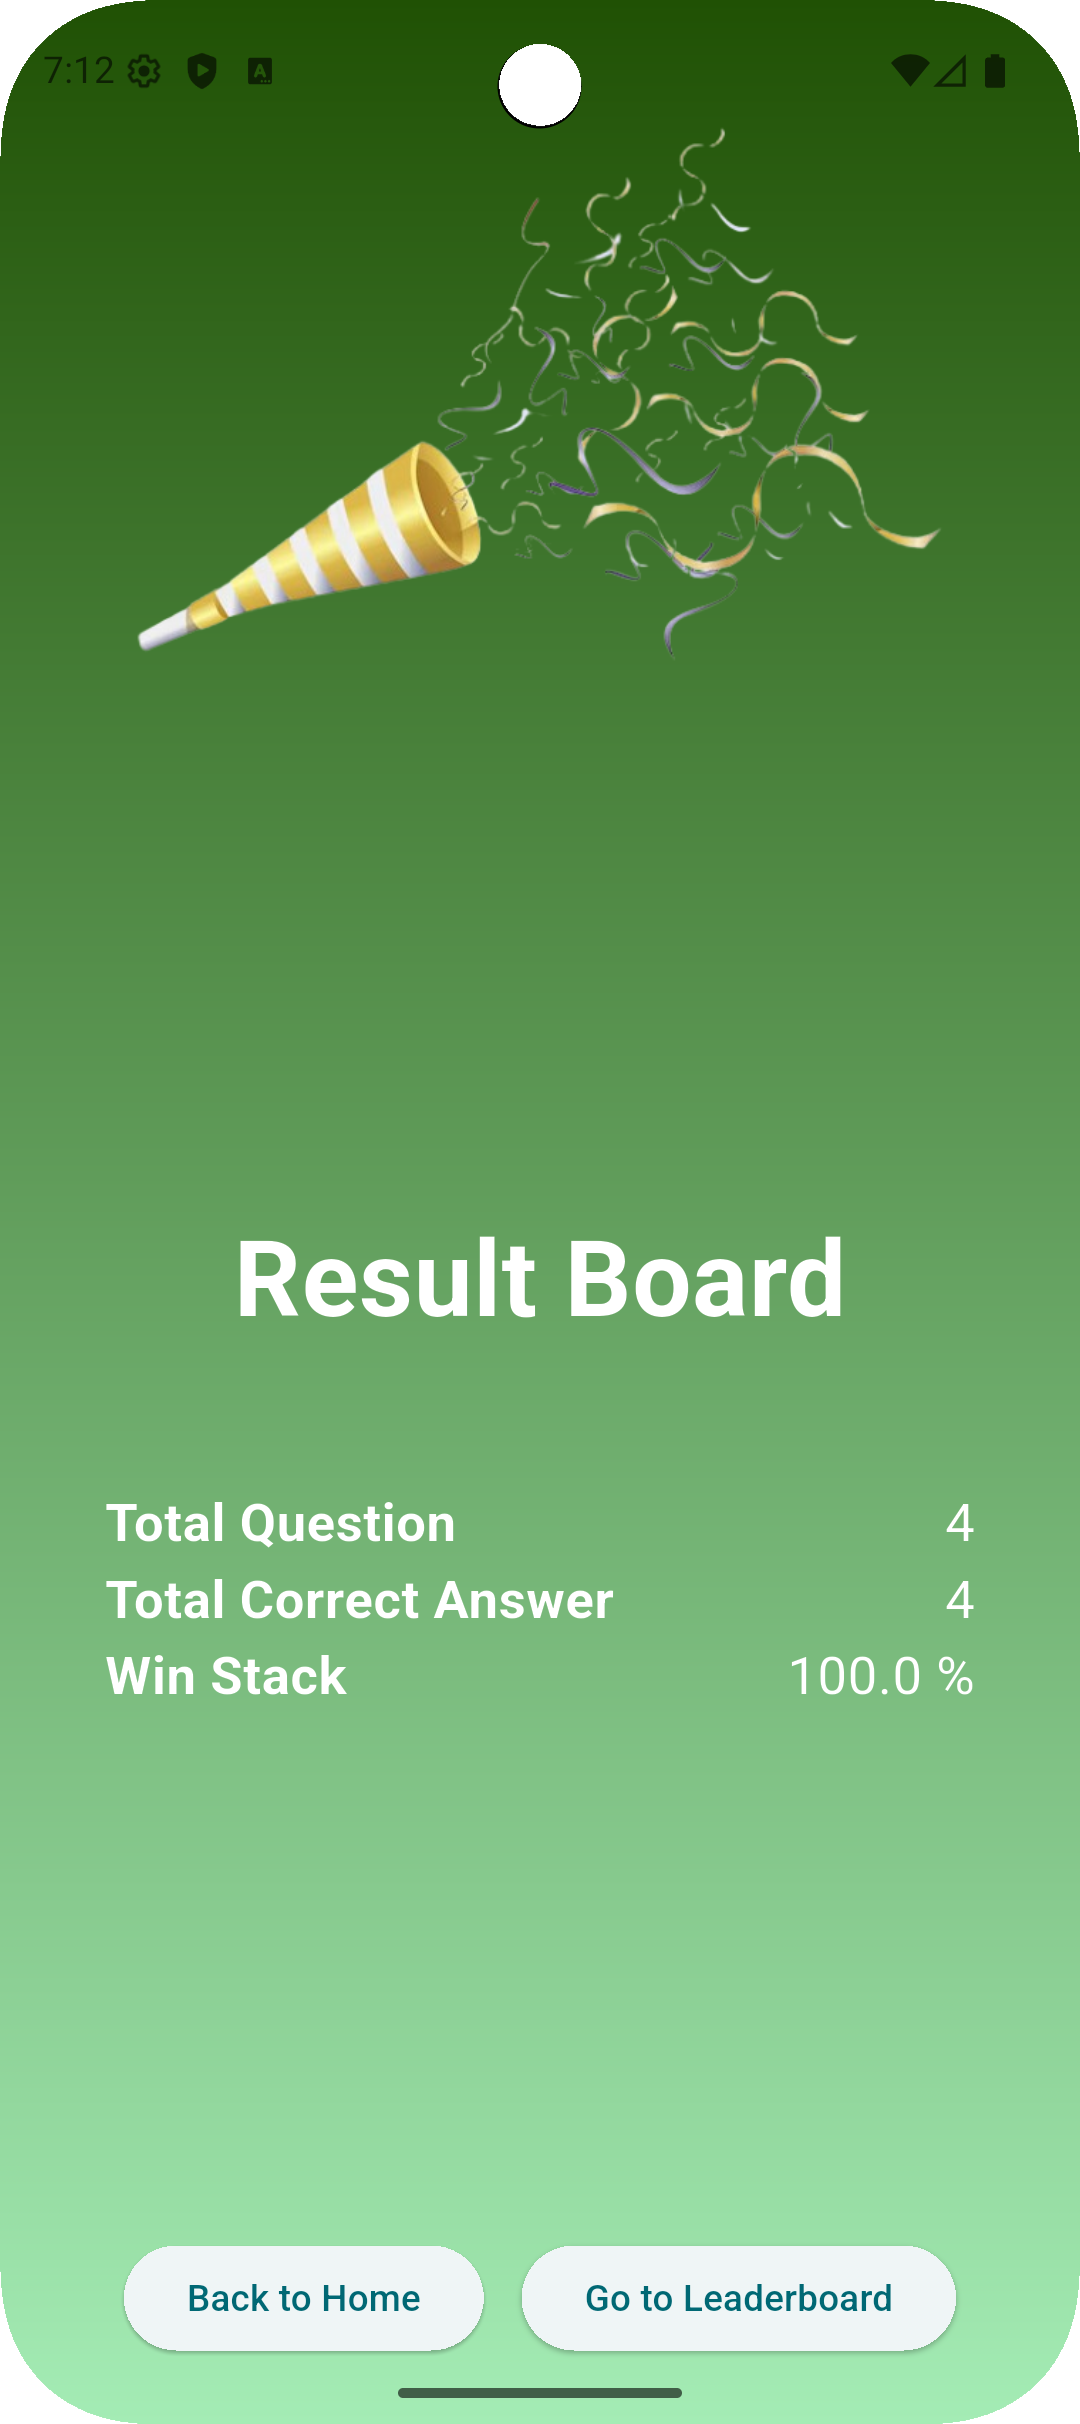 7:12
Result Board
Total Question 4
Total Correct Answer 4
Win Stack 100.0 %
Back to Home Go to Leaderboard